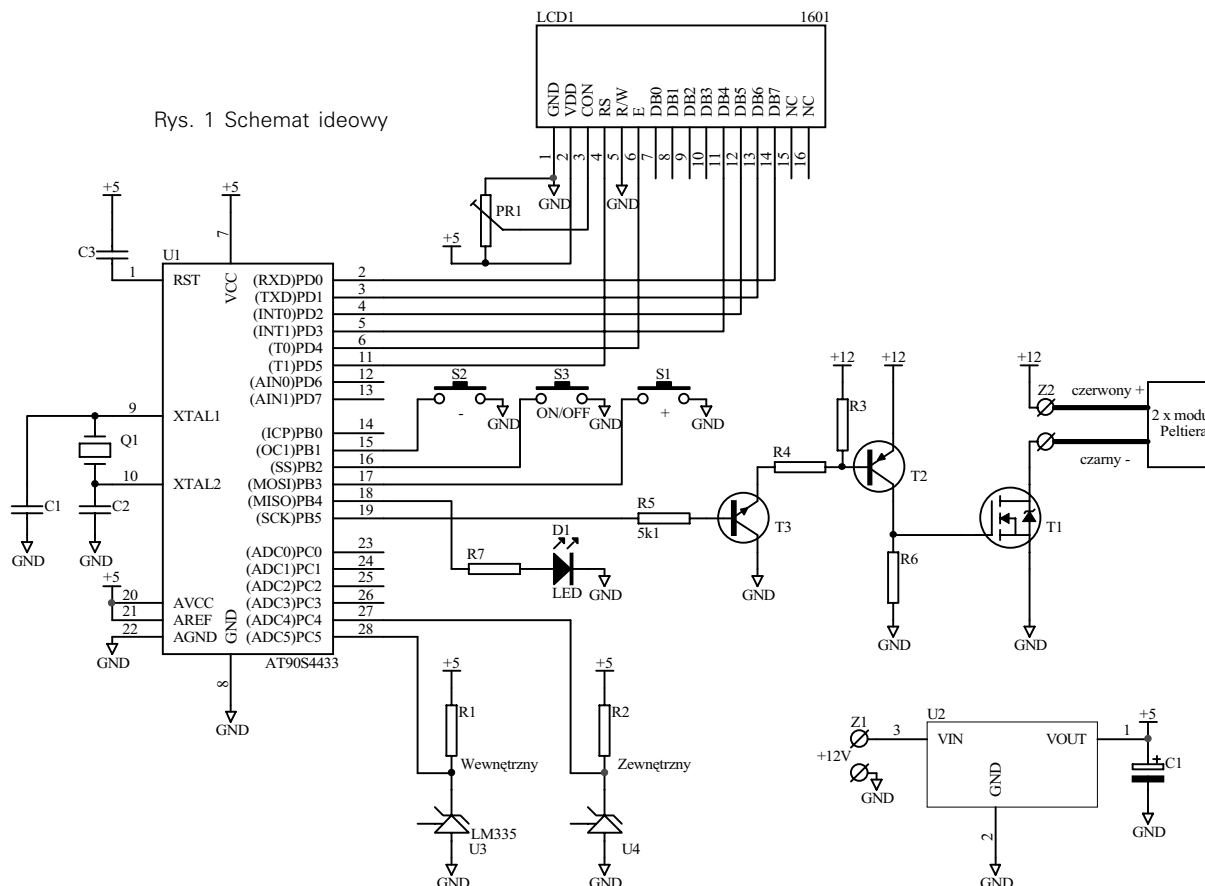 LCD1 1601
GND
VDD
CON
RS
R/W
E
DB0
DB1
DB2
DB3
DB4
DB5
DB6
DB7
NC
NC
1
2
3
4
5
6
7
8
9
10
11
12
13
14
15
16
Rys. 1 Schemat ideowy
GND
GND
PR1
+5
+5
+5
C3
7
U1
1 RST
VCC
(RXD)PD0 2
(TXD)PD1 3
(INT0)PD2 4
(INT1)PD3 5
(T0)PD4 6
(T1)PD5 11
(AIN0)PD6 12
(AIN1)PD7 13
9 XTAL1
Q1
(ICP)PB0 14
(OC1)PB1 15
(SS)PB2 16
10 XTAL2
(MOSI)PB3 17
(MISO)PB4 18
(SCK)PB5 19
C1
C2
GND
GND
(ADC0)PC0 23
(ADC1)PC1 24
(ADC2)PC2 25
(ADC3)PC3 26
(ADC4)PC4 27
(ADC5)PC5 28
+5
20 AVCC
21 AREF
22 AGND
GND
GND
8
GND
AT90S4433
S2
-
GND
S3
ON/OFF
GND
S1
+
GND
R7
D1
LED
GND
R5
5k1
T3
GND
R4
+12
R3
+12
T2
R6
GND
+12
Z2
czerwony +
czarny -
2 x modu
Peltiera
T1
GND
+5
R1
Wewnętrzny
LM335
U3
GND
+5
R2
Zewnętrzny
U4
GND
Z1
+12V
GND
3
U2
VIN VOUT
GND
2
GND
1
+5
+
C1
GND